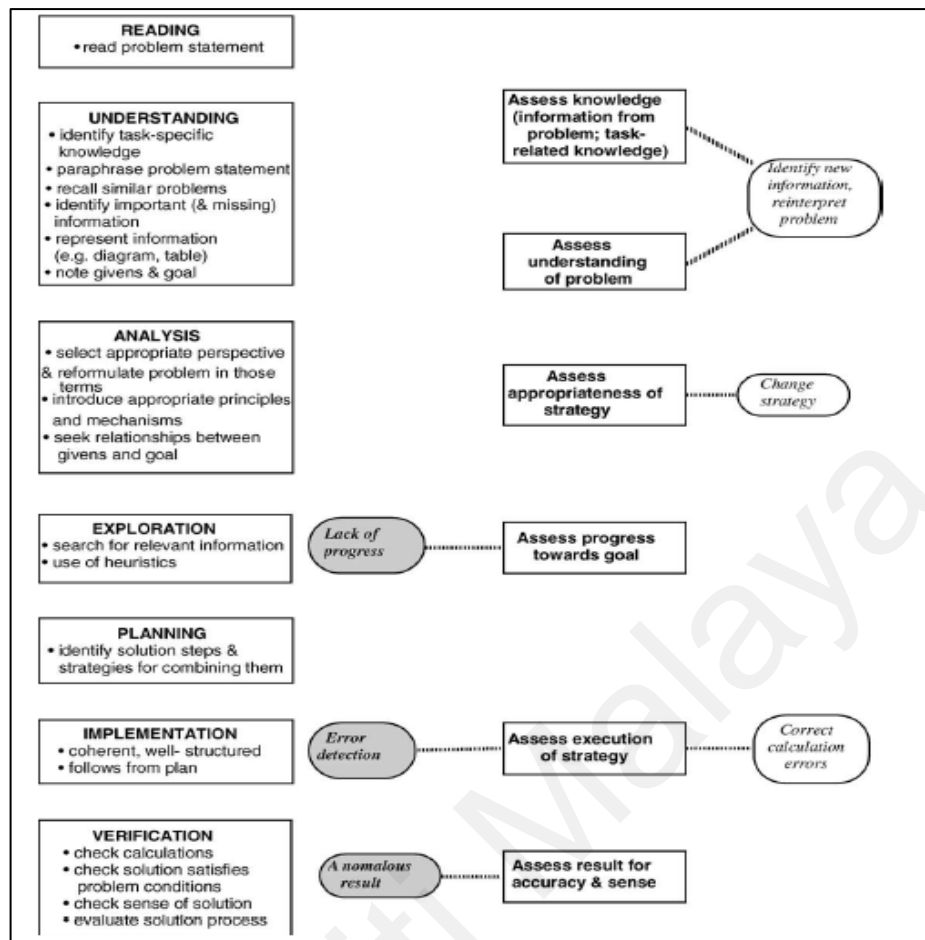 READING
• read problem statement
UNDERSTANDING
• identify task-specific
knowledge
• paraphrase problem statement
• recall similar problems
• identify important (& missing)
information
• represent information
(e.g. diagram, table)
• note givens & goal
Assess knowledge
(information from
problem; task-
related knowledge)
Identify new
information,
reinterpret
problem
Assess
understanding
of problem
ANALYSIS
• select appropriate perspective
& reformulate problem in those
terms
• introduce appropriate principles
and mechanisms
• seek relationships between
givens and goal
Assess
appropriateness of
strategy
Change
strategy
EXPLORATION
• search for relevant information
• use of heuristics
Lack of
progress
Assess progress
towards goal
PLANNING
• identify solution steps &
strategies for combining them
IMPLEMENTATION
• coherent, well- structured
• follows from plan
Error
detection
Assess execution
of strategy
Correct
calculation
errors
VERIFICATION
• check calculations
• check solution satisfies
problem conditions
• check sense of solution
• evaluate solution process
A nomalous
result
Assess result for
accuracy & sense
iti Malaya